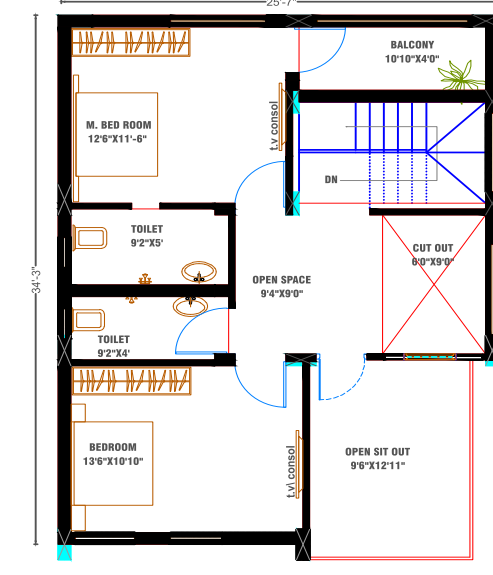 25'-7"
BALCONY
10'10"X4'0"
M. BED ROOM
12'6"X11'-6"
t.v consol
DN
TOILET
9'2"X5'
CUT OUT
6'0"X9'0"
34'-3"
OPEN SPACE
9'4"X9'0"
TOILET
9'2"X4'
BEDROOM
13'6"X10'10"
t.v\ consol
OPEN SIT OUT
9'6"X12'11"